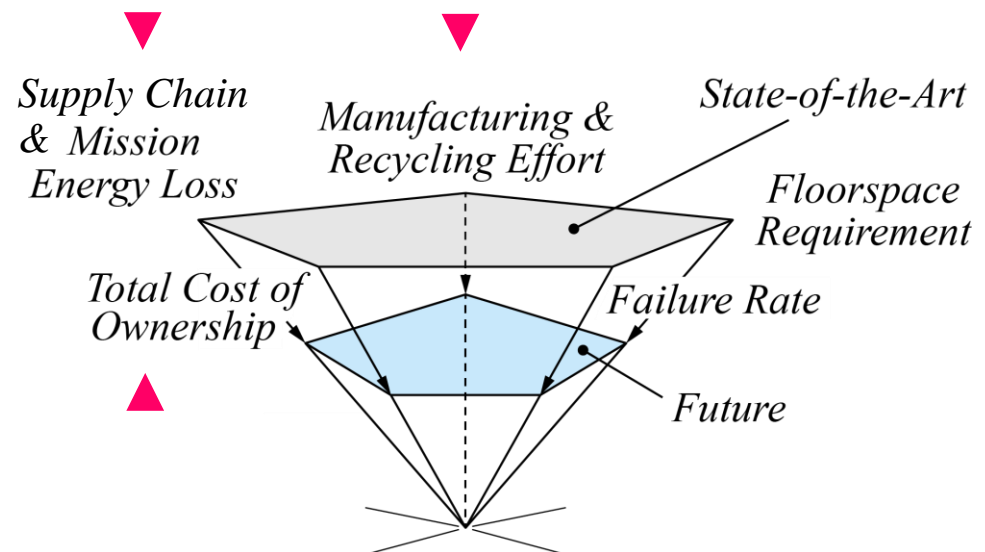 Supply Chain
& Mission
Energy Loss
Manufacturing &
Recycling Effort
State-of-the-Art
Floorspace
Requirement
Total Cost of
Ownership
Failure Rate
Future